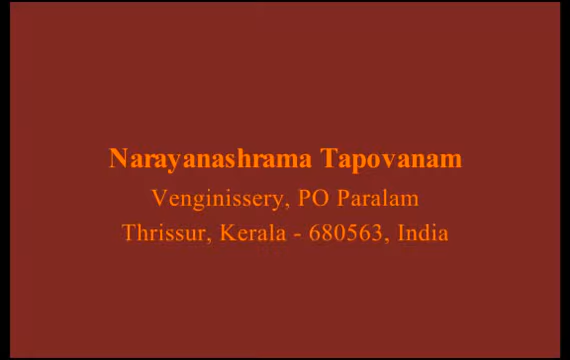 Narayanashrama Tapovanam
Venginissery, PO Paralam
Thrissur, Kerala - 680563, India